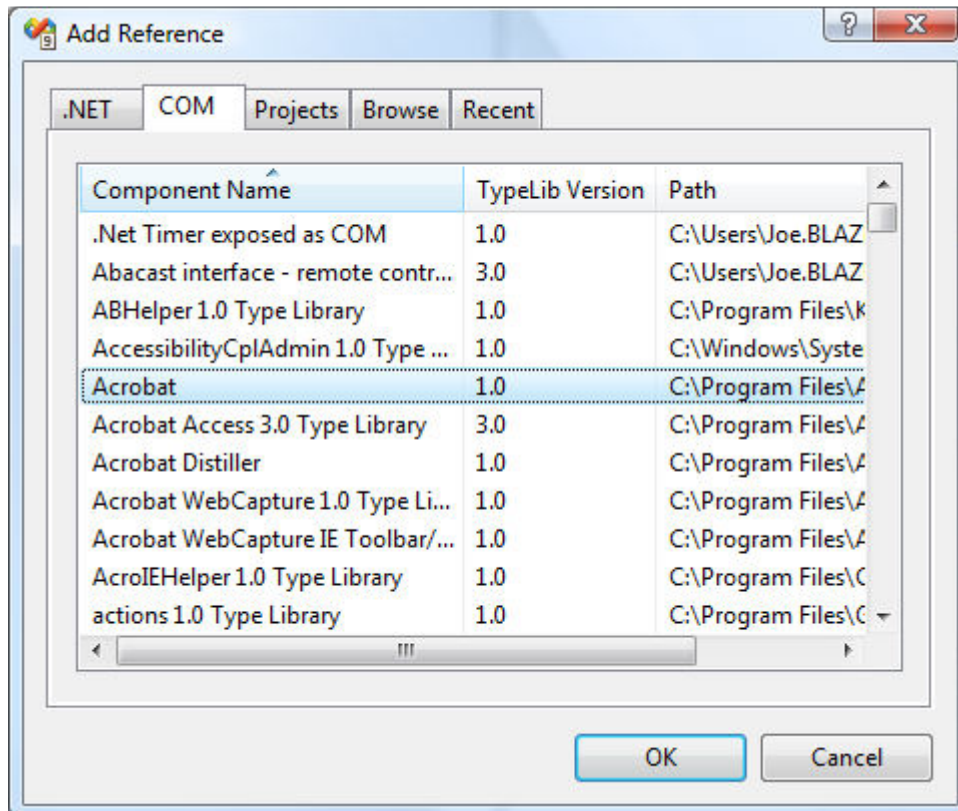 Add Reference
.NET COM Projects Browse Recent
Component Name TypeLib Version Path
.Net Timer exposed as COM 1.0 C:\Users\Joe.BLAZ
Abacast interface - remote contr... 3.0 C:\Users\Joe.BLAZ
ABHelper 1.0 Type Library 1.0 C:\Program Files\K
AccessibilityCplAdmin 1.0 Type ... 1.0 C:\Windows\Syste
Acrobat 1.0 C:\Program Files\A
Acrobat Access 3.0 Type Library 3.0 C:\Program Files\A
Acrobat Distiller 1.0 C:\Program Files\A
Acrobat WebCapture 1.0 Type Li... 1.0 C:\Program Files\A
Acrobat WebCapture IE Toolbar/... 1.0 C:\Program Files\A
AcroIEHelper 1.0 Type Library 1.0 C:\Program Files\C
actions 1.0 Type Library 1.0 C:\Program Files\G
OK Cancel